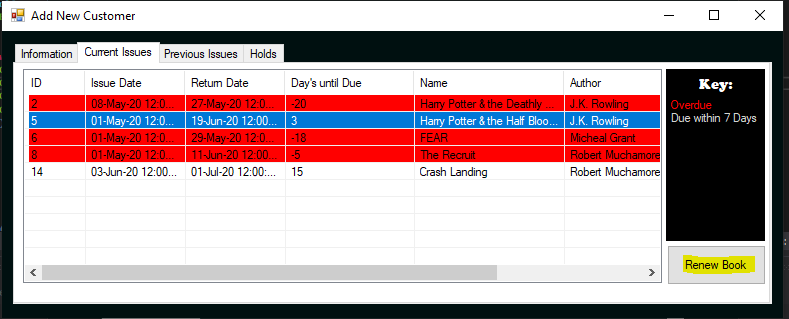 Add New Customer
Information Current Issues Previous Issues Holds
ID Issue Date Return Date Day's until Due Name Author
2 08-May-20 12:0... 27-May-20 12:0... -20 Harry Potter & the Deathly ... J.K. Rowling
5 01-May-20 12:0... 19-Jun-20 12:00... 3 Harry Potter & the Half Bloo... J.K. Rowling
6 01-May-20 12:0... 29-May-20 12:0... -18 FEAR Micheal Grant
8 01-May-20 12:0... 11-Jun-20 12:00... -5 The Recruit Robert Muchamore
14 03-Jun-20 12:00... 01-Jul-20 12:00:... 15 Crash Landing Robert Muchamore
Key:
Overdue
Due within 7 Days
Renew Book